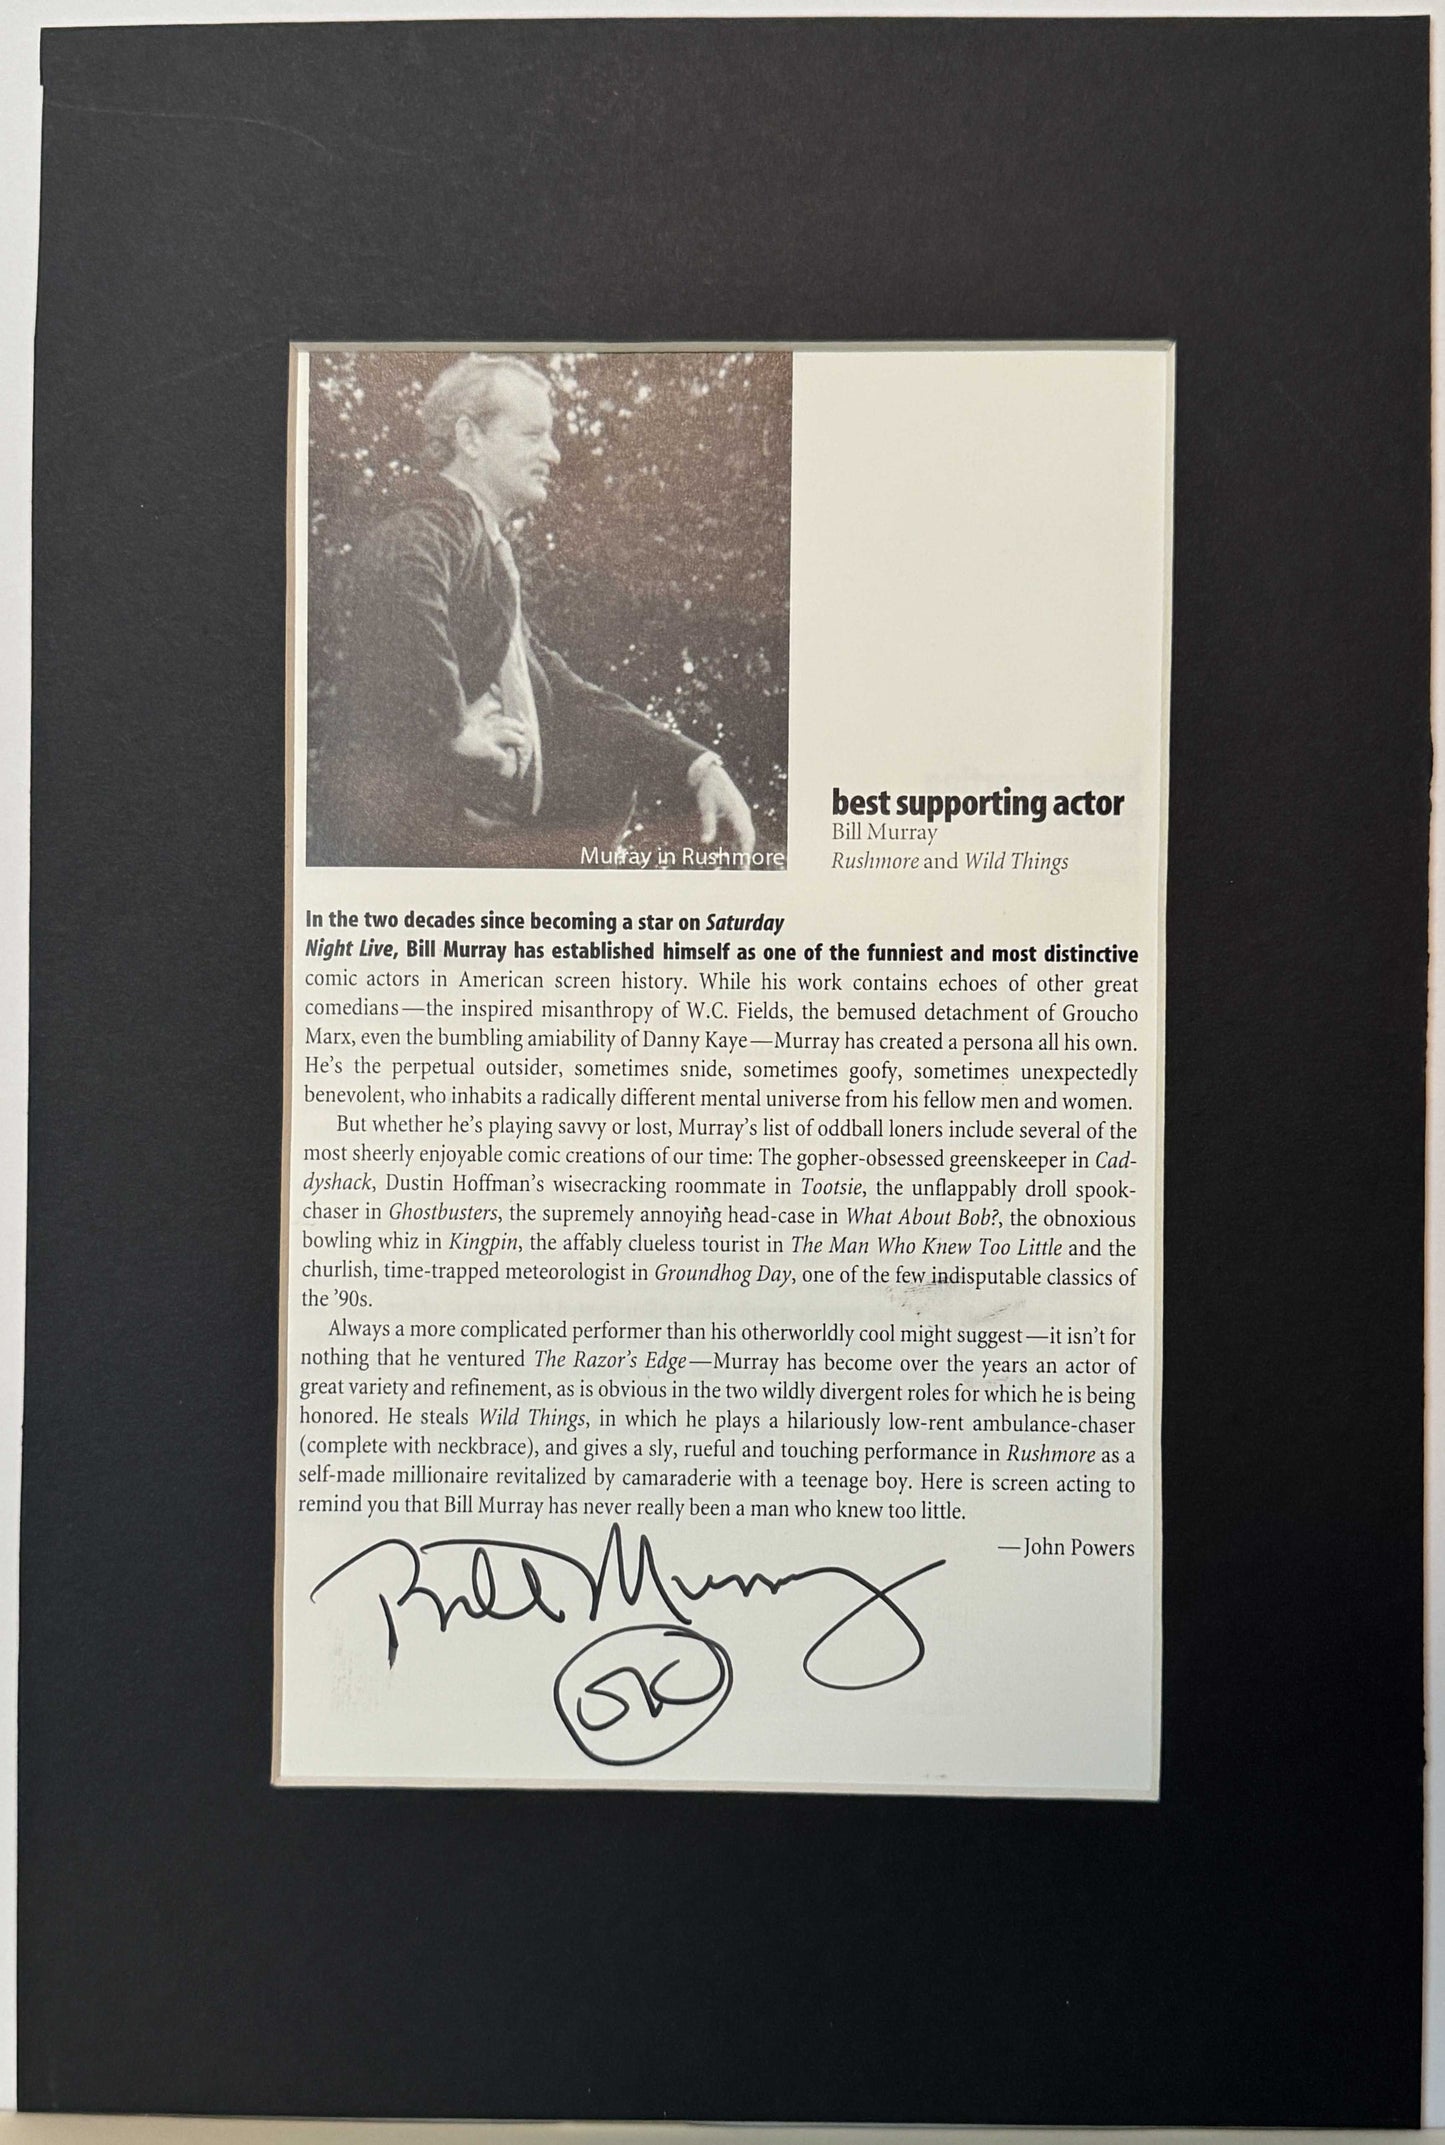 Murray in Rushmore
best supporting actor
Bill Murray
Rushmore and Wild Things
In the two decades since becoming a star on Saturday
Night Live, Bill Murray has established himself as one of the funniest and most distinctive
comic actors in American screen history. While his work contains echoes of other great
comedians—the inspired misanthropy of W.C. Fields, the bemused detachment of Groucho
Marx, even the bumbling amiability of Danny Kaye—Murray has created a persona all his own.
He's the perpetual outsider, sometimes snide, sometimes goofy, sometimes unexpectedly
benevolent, who inhabits a radically different mental universe from his fellow men and women.
But whether he's playing savvy or lost, Murray's list of oddball loners include several of the
most sheerly enjoyable comic creations of our time: The gopher-obsessed greenskeeper in Cad-
dyshack, Dustin Hoffman's wisecracking roommate in Tootsie, the unflappably droll spook-
chaser in Ghostbusters, the supremely annoying head-case in What About Bob?, the obnoxious
bowling whiz in Kingpin, the affably clueless tourist in The Man Who Knew Too Little and the
churlish, time-trapped meteorologist in Groundhog Day, one of the few indisputable classics of
the '90s.
Always a more complicated performer than his otherworldly cool might suggest—it isn't for
nothing that he ventured The Razor's Edge—Murray has become over the years an actor of
great variety and refinement, as is obvious in the two wildly divergent roles for which he is being
honored. He steals Wild Things, in which he plays a hilariously low-rent ambulance-chaser
(complete with neckbrace), and gives a sly, rueful and touching performance in Rushmore as a
self-made millionaire revitalized by camaraderie with a teenage boy. Here is screen acting to
remind you that Bill Murray has never really been a man who knew too little.
—John Powers
Bill Murray
OK